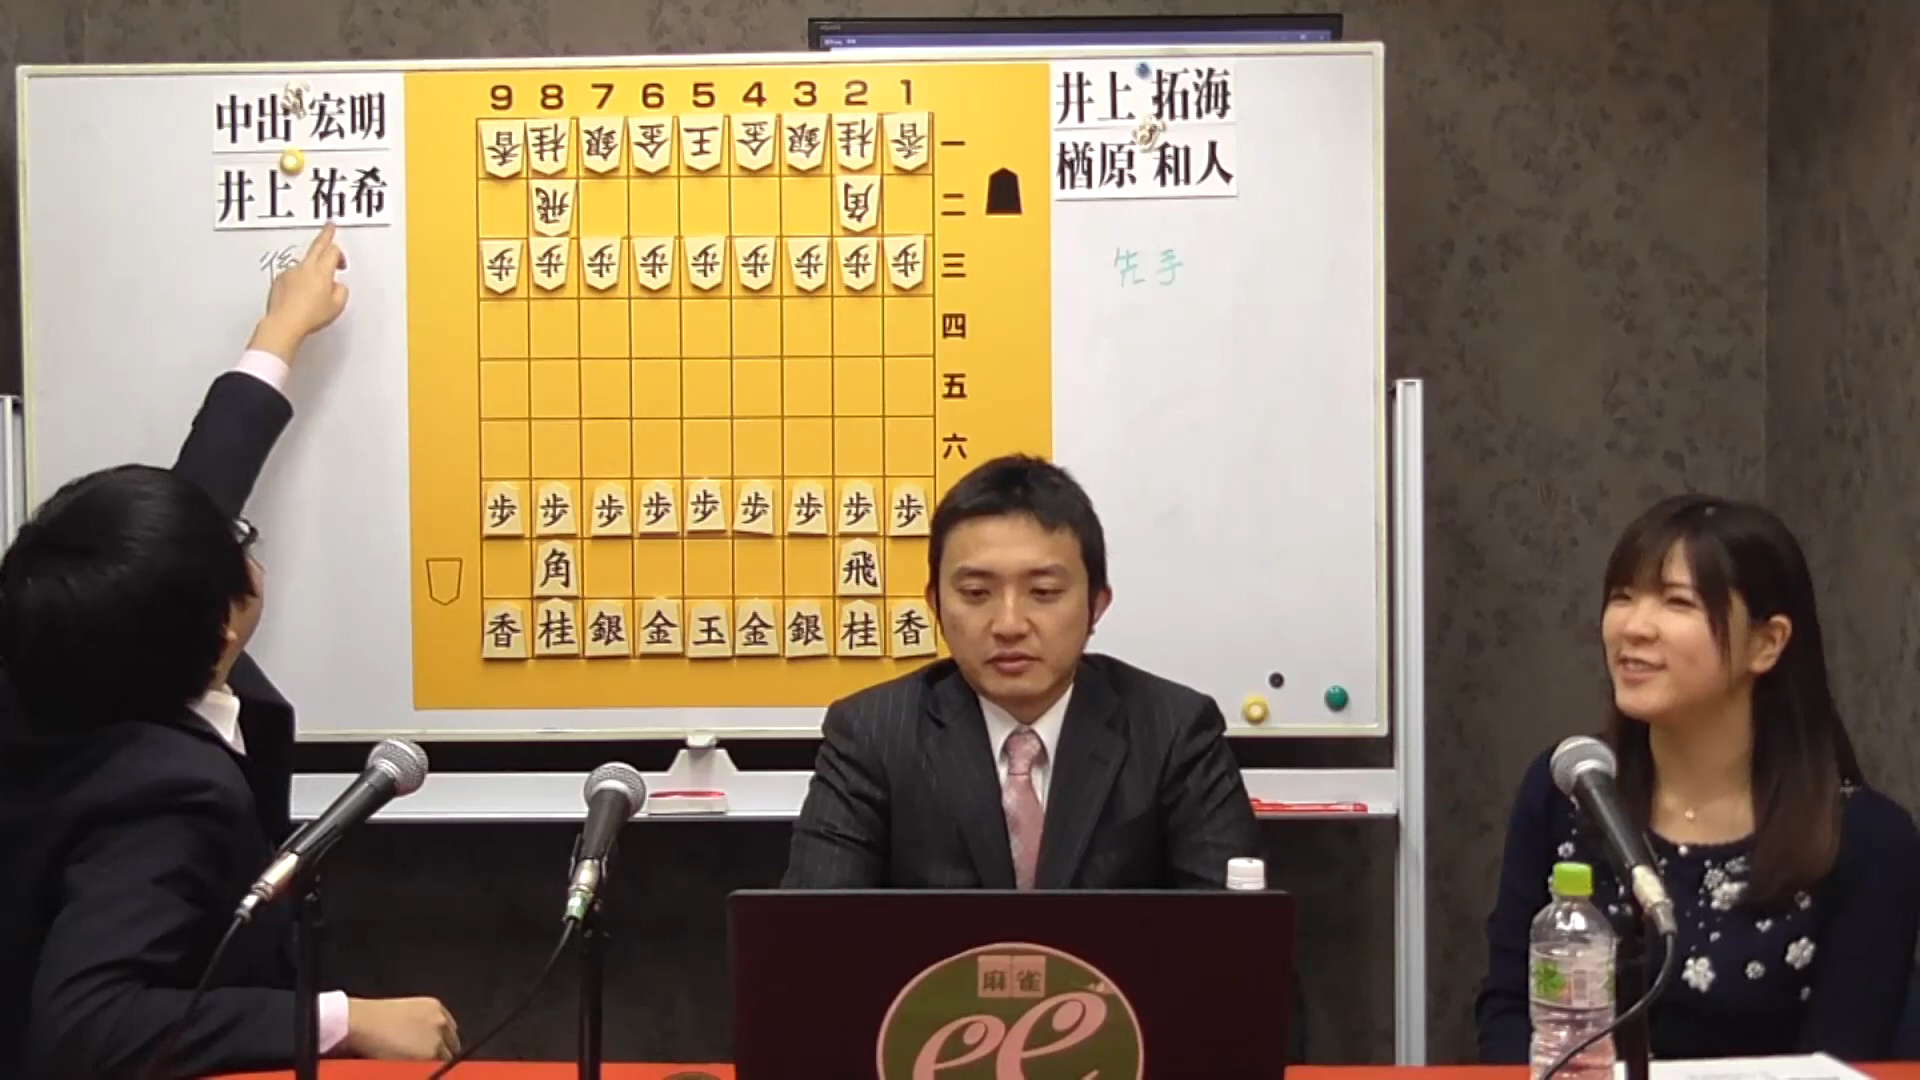 中出 宏明
井上 祐希
後
9 8 7 6 5 4 3 2 1
香 桂 銀 金 王 金 銀 桂 香 一
飛 角 二
歩 歩 歩 歩 歩 歩 歩 歩 歩 三
四
五
六
歩 歩 歩 歩 歩 歩 歩 歩 歩
角 飛
香 桂 銀 金 玉 金 銀 桂 香
井上 拓海
楢原 和人
先手
麻雀
ee